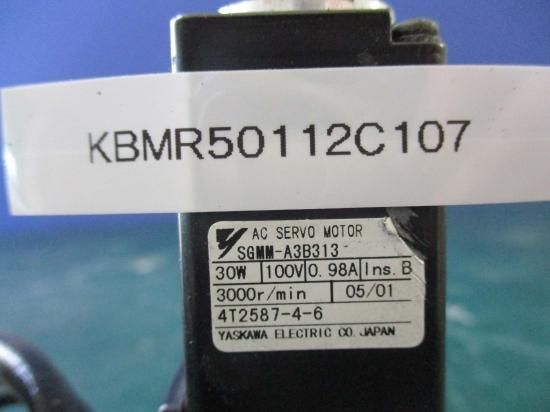 KBMR50112C107
AC SERVO MOTOR
SGMM-A3B313
30W 100V 0.98A Ins.B
3000r/min 05/01
4T2587-4-6
YASKAWA ELECTRIC CO. JAPAN